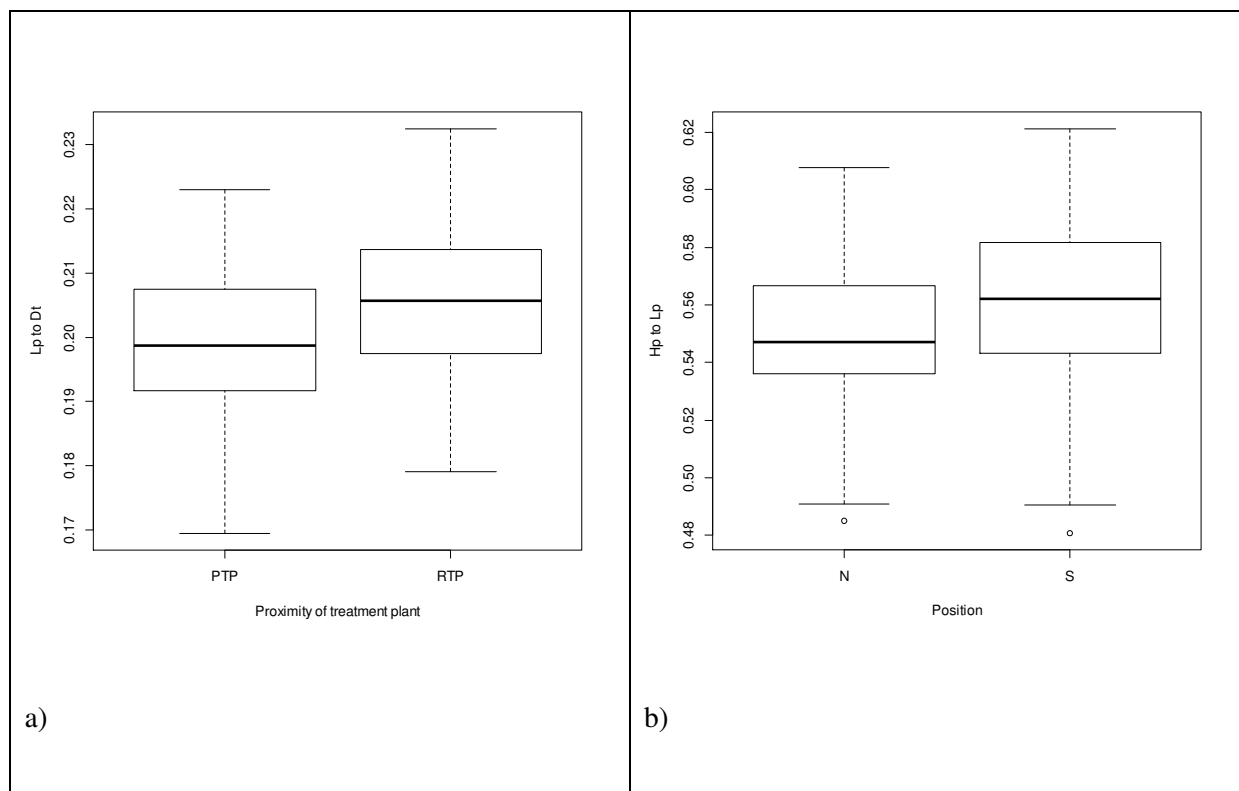 0.23
0.22
0.21
0.20
0.19
0.18
0.17
Lp to Dt
PTP
RTP
Proximity of treatment plant
a)
0.62
0.60
0.58
0.56
0.54
0.52
0.50
0.48
Hp to Lp
N
S
Position
b)